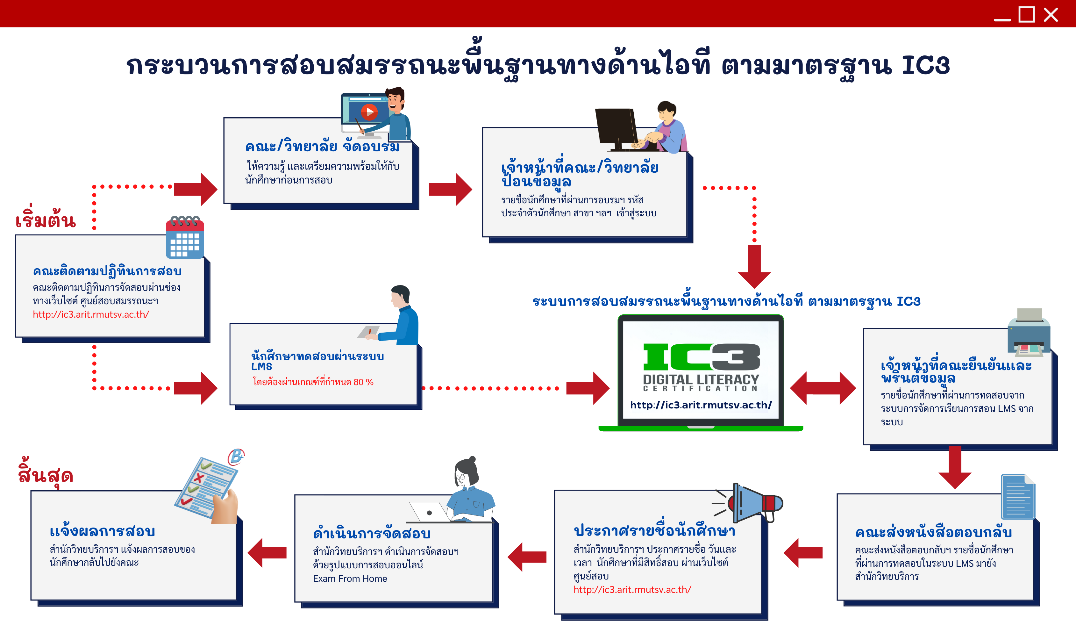 กระบวนการสอบสมรรถนะพื้นฐานทางด้านไอที ตามมาตรฐาน IC3
เริ่มต้น
คณะติดตามปฏิทินการสอบ
คณะติดตามปฏิทินการจัดสอบผ่านช่อง
ทางเว็บไซต์ ศูนย์สอบสมรรถนะฯ
http://ic3.arit.rmutsv.ac.th/
คณะ/วิทยาลัย จัดอบรม
ให้ความรู้ และเตรียมความพร้อมให้กับ
นักศึกษาก่อนการสอบ
เจ้าหน้าที่คณะ/วิทยาลัย
ป้อนข้อมูล
รายชื่อนักศึกษาที่ผ่านการอบรมฯ รหัส
ประจำตัวนักศึกษา สาขา ฯลฯ เข้าสู่ระบบ
นักศึกษาทดสอบผ่านระบบ
LMS
โดยต้องผ่านเกณฑ์ที่กำหนด 80 %
ระบบการสอบสมรรถนะพื้นฐานทางด้านไอที ตามมาตรฐาน IC3
IC3
DIGITAL LITERACY
CERTIFICATION
http://ic3.arit.rmutsv.ac.th/
เจ้าหน้าที่คณะยืนยันและ
พรินต์ข้อมูล
รายชื่อนักศึกษาที่ผ่านการทดสอบจาก
ระบบการจัดการเรียนการสอน LMS จาก
ระบบ
คณะส่งหนังสือตอบกลับ
คณะส่งหนังสือตอบกลับฯ รายชื่อนักศึกษา
ที่ผ่านการทดสอบในระบบ LMS มายัง
สำนักวิทยบริการ
ประกาศรายชื่อนักศึกษา
สำนักวิทยบริการฯ ประกาศรายชื่อ วันและ
เวลา นักศึกษาที่มีสิทธิ์สอบ ผ่านเว็บไซต์
ศูนย์สอบ
http://ic3.arit.rmutsv.ac.th/
ดำเนินการจัดสอบ
สำนักวิทยบริการฯ ดำเนินการจัดสอบฯ
ด้วยรูปแบบการสอบออนไลน์
Exam From Home
สิ้นสุด
แจ้งผลการสอบ
สำนักวิทยบริการฯ แจ้งผลการสอบของ
นักศึกษากลับไปยังคณะ